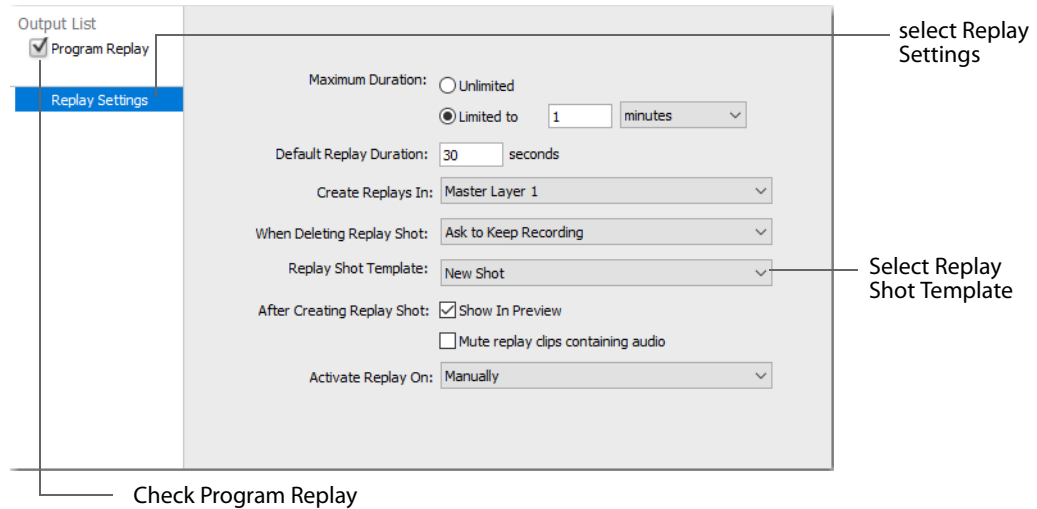 Output List
Program Replay
Replay Settings
Maximum Duration:
Unlimited
Limited to 1 minutes
Default Replay Duration: 30 seconds
Create Replays In: Master Layer 1
When Deleting Replay Shot: Ask to Keep Recording
Replay Shot Template: New Shot
After Creating Replay Shot: Show In Preview
Mute replay clips containing audio
Activate Replay On: Manually
select Replay
Settings
Select Replay
Shot Template
Check Program Replay